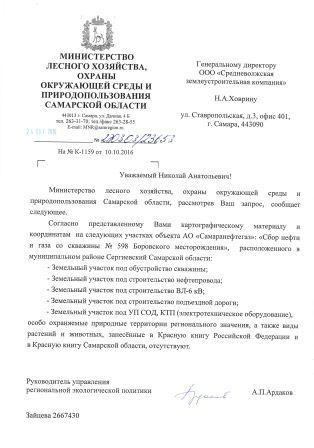 МИНИСТЕРСТВО
ЛЕСНОГО ХОЗЯЙСТВА,
ОХРАНЫ
ОКРУЖАЮЩЕЙ СРЕДЫ И
ПРИРОДОПОЛЬЗОВАНИЯ
САМАРСКОЙ ОБЛАСТИ
443013 г. Самара, ул. Дачная, 4 Б
тел. 263-31-70; тел./факс 263-28-55
E-mail: MNR@samregion.ru
№
На № К-1159 от 10.10.2016
Генеральному директору
ООО «Средневолжская
землеустроительная компания»
Н.А.Ховрину
ул. Ставропольская, д.3, офис 401,
г. Самара, 443090
Уважаемый Николай Анатольевич!
Министерство лесного хозяйства, охраны окружающей среды и
природопользования Самарской области, рассмотрев Ваш запрос, сообщает
следующее.
Согласно представленному Вами картографическому материалу и
координатам на следующих участках объекта АО «Самаранефтегаз»: «Сбор нефти
и газа со скважины № 598 Боровского месторождения», расположенного в
муниципальном районе Сергиевский Самарской области:
- Земельный участок под обустройство скважины;
- Земельный участок под строительство нефтепровода;
- Земельный участок под строительство ВЛ-6 кВ;
- Земельный участок под строительство подъездной дороги;
- Земельный участок под УП СОД, КТП (электротехническое оборудование),
особо охраняемые природные территории регионального значения, а также виды
растений и животных, занесённые в Красную книгу Российской Федерации и
в Красную книгу Самарской области, отсутствуют.
Руководитель управления
региональной экологической политики
А.П.Ардаков
Зайцева 2667430